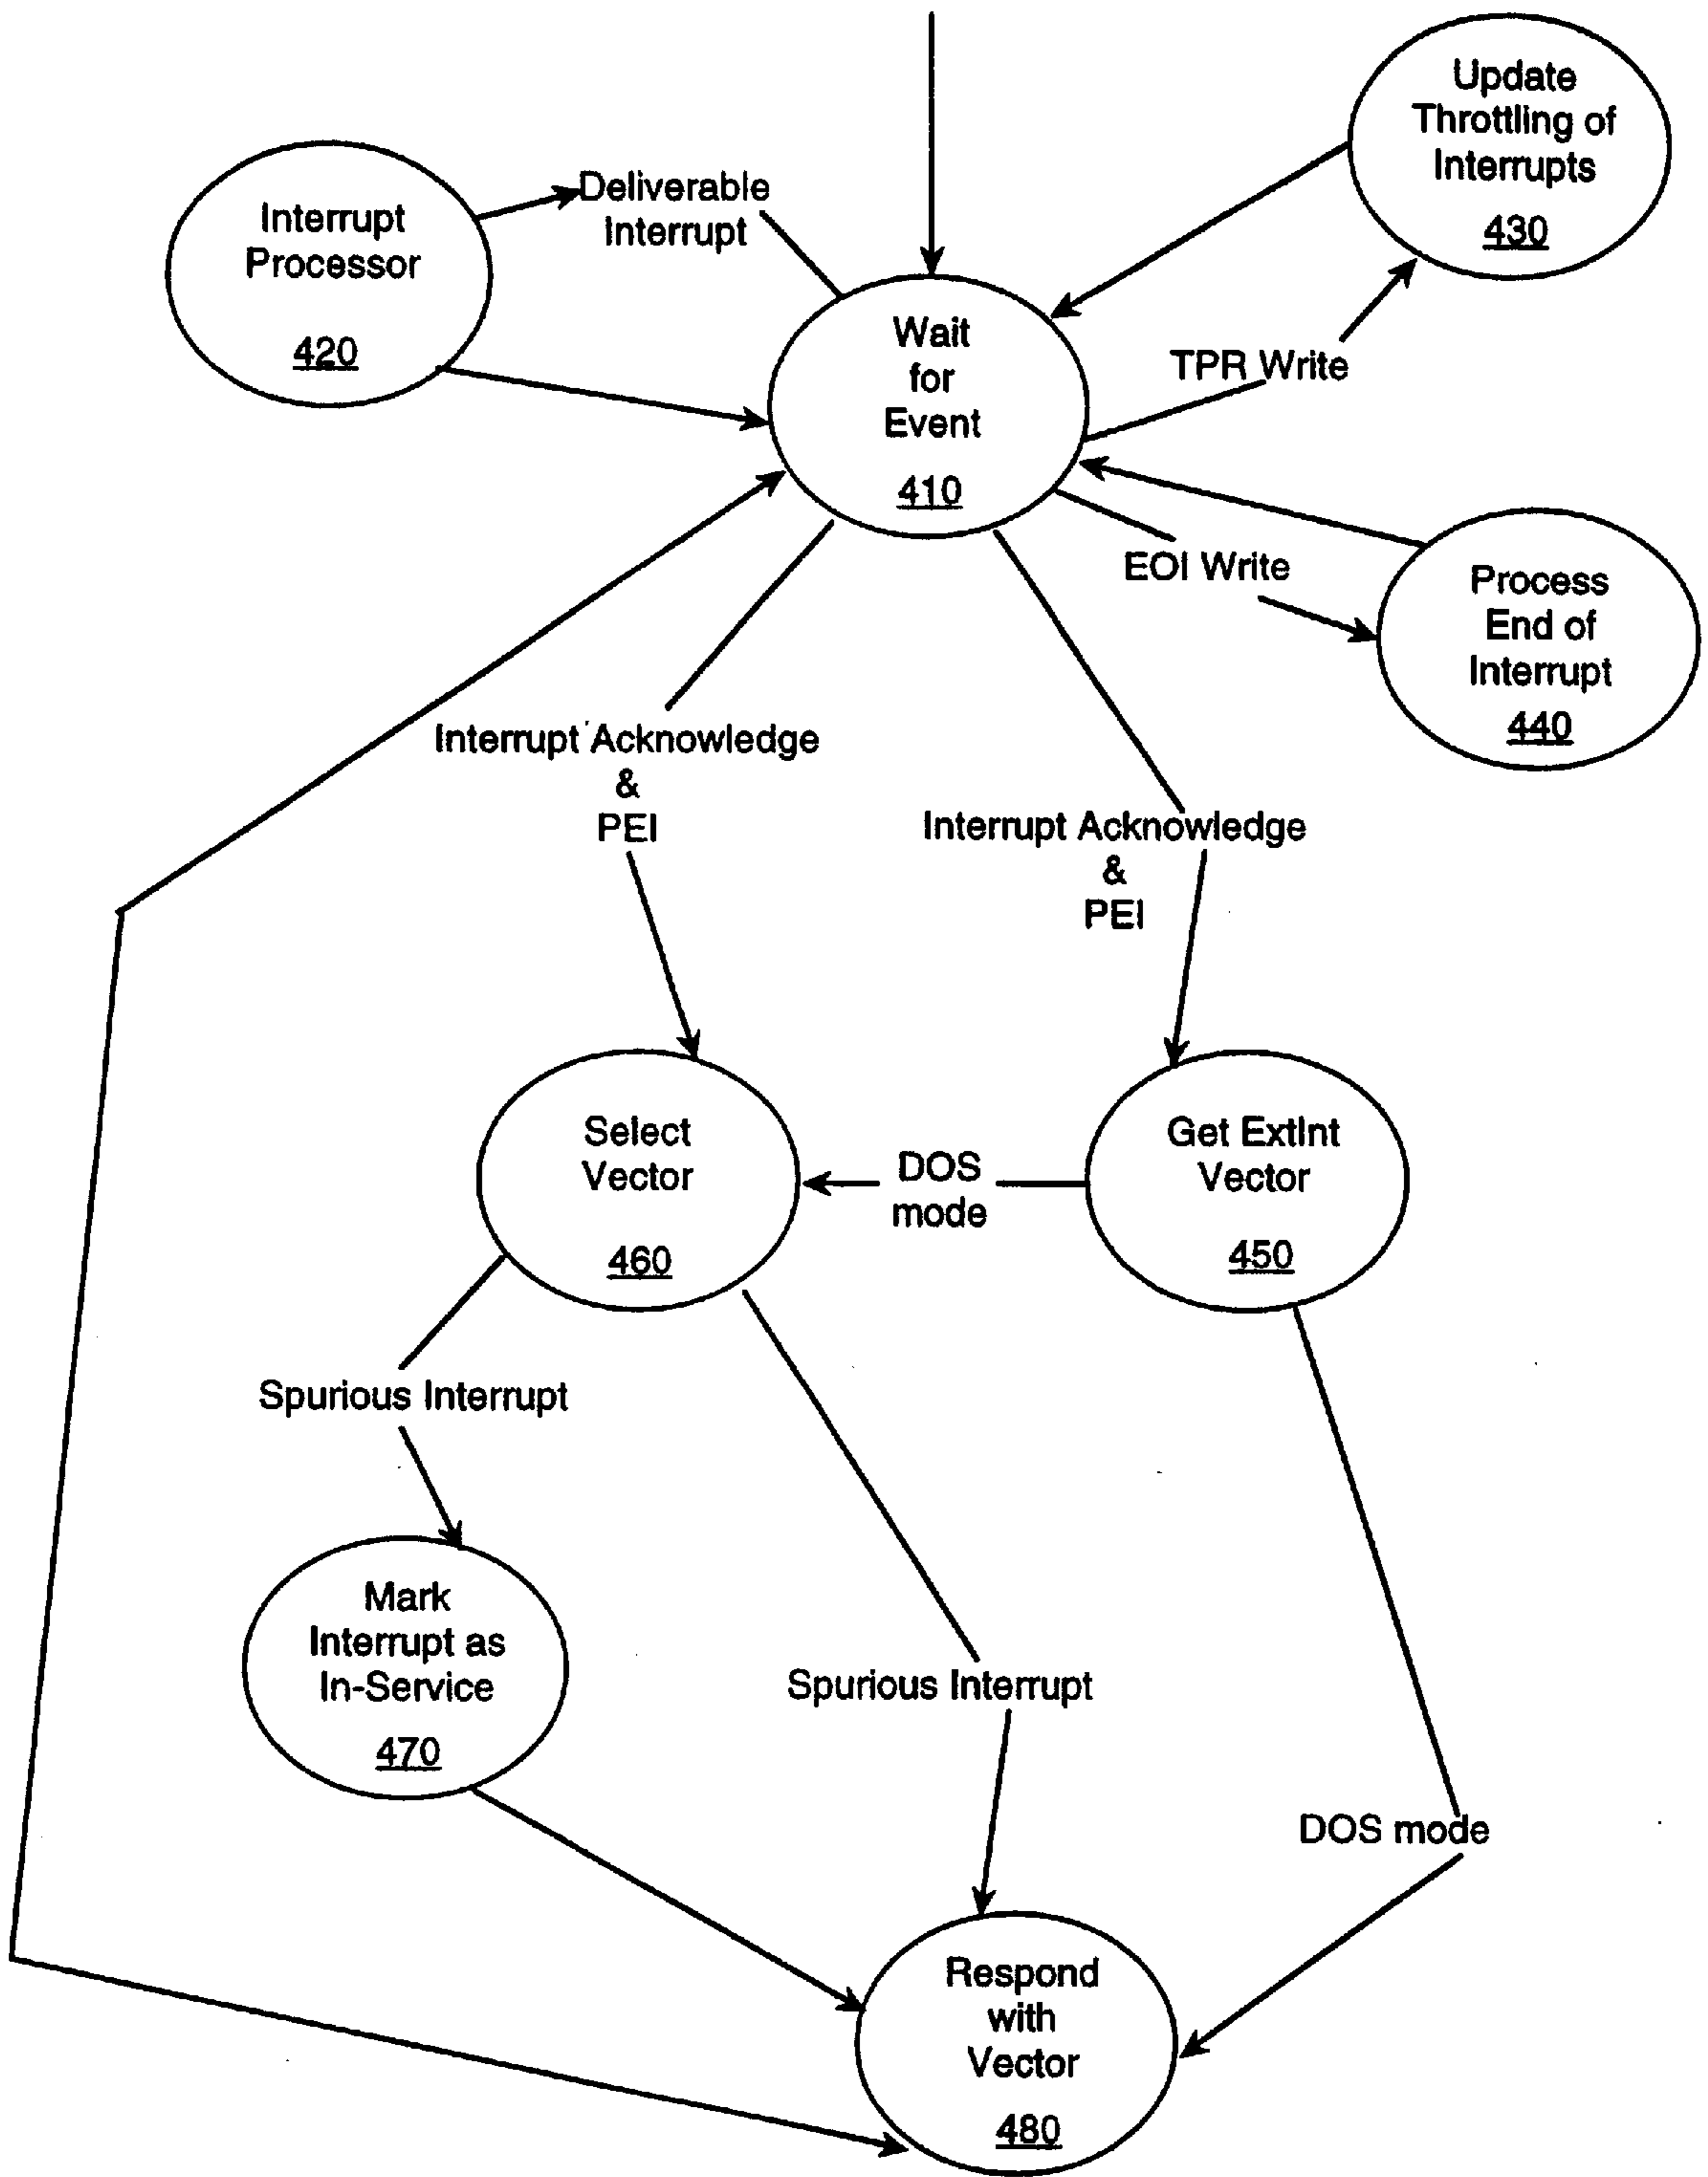 Update
Throttling of
Interrupts
430
Deliverable
Interrupt
Interrupt
Processor
420
Wait
for
Event
410
TPR Write
EOI Write
Process
End of
Interrupt
440
Interrupt Acknowledge
&
PEI
Interrupt Acknowledge
&
PEI
Select
Vector
460
DOS
mode
Get ExtInt
Vector
450
Spurious Interrupt
Mark
Interrupt as
In-Service
470
Spurious Interrupt
DOS mode
Respond
with
Vector
480